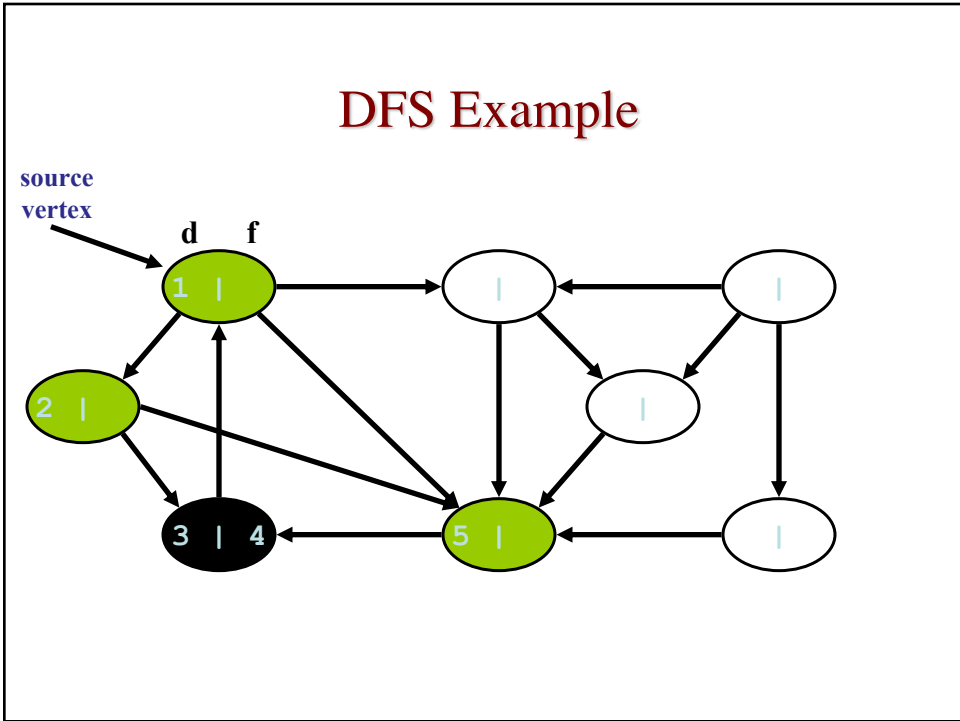 DFS Example
source
vertex
d f
1 | | |
2 | |
3 | 4 5 | |